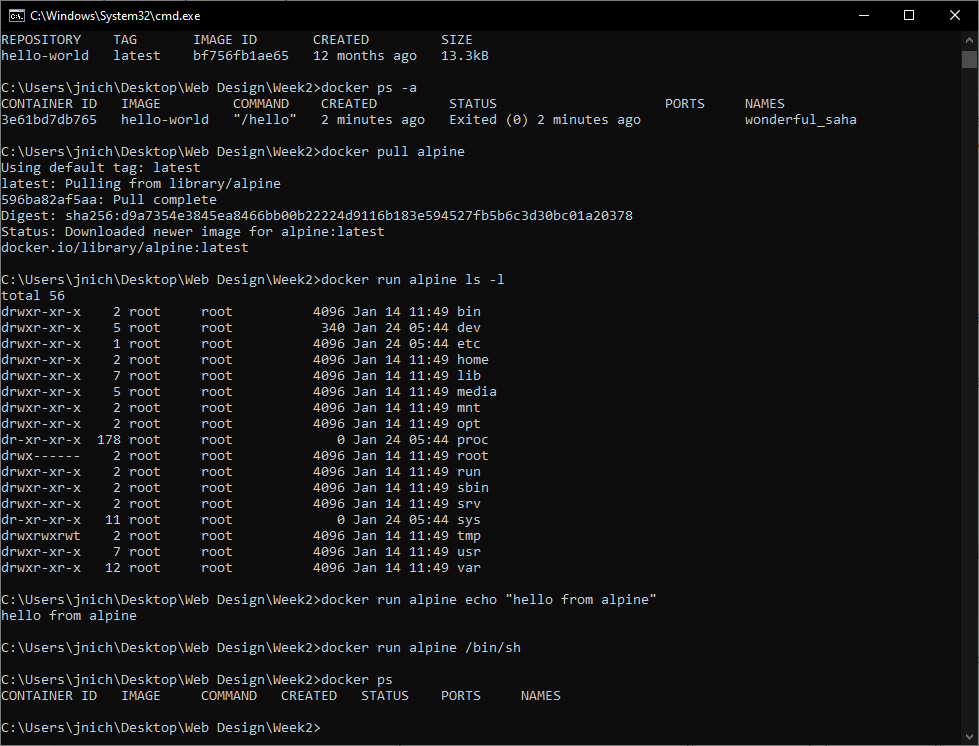 C:\Windows\System32\cmd.exe
REPOSITORY    TAG       IMAGE ID       CREATED         SIZE
hello-world   latest    bf756fb1ae65   12 months ago   13.3kB
C:\Users\jnich\Desktop\Web Design\Week2>docker ps -a
CONTAINER ID   IMAGE         COMMAND    CREATED         STATUS                     PORTS     NAMES
3e61bd7db765   hello-world   "/hello"   2 minutes ago   Exited (0) 2 minutes ago             wonderful_saha
C:\Users\jnich\Desktop\Web Design\Week2>docker pull alpine
Using default tag: latest
latest: Pulling from library/alpine
596ba82af5aa: Pull complete
Digest: sha256:d9a7354e3845ea8466bb00b22224d9116b183e594527fb5b6c3d30bc01a20378
Status: Downloaded newer image for alpine:latest
docker.io/library/alpine:latest
C:\Users\jnich\Desktop\Web Design\Week2>docker run alpine ls -l
total 56
drwxr-xr-x    2 root     root          4096 Jan 14 11:49 bin
drwxr-xr-x    5 root     root           340 Jan 24 05:44 dev
drwxr-xr-x    1 root     root          4096 Jan 24 05:44 etc
drwxr-xr-x    2 root     root          4096 Jan 14 11:49 home
drwxr-xr-x    7 root     root          4096 Jan 14 11:49 lib
drwxr-xr-x    5 root     root          4096 Jan 14 11:49 media
drwxr-xr-x    2 root     root          4096 Jan 14 11:49 mnt
drwxr-xr-x    2 root     root          4096 Jan 14 11:49 opt
dr-xr-xr-x  178 root     root             0 Jan 24 05:44 proc
drwx------    2 root     root          4096 Jan 14 11:49 root
drwxr-xr-x    2 root     root          4096 Jan 14 11:49 run
drwxr-xr-x    2 root     root          4096 Jan 14 11:49 sbin
drwxr-xr-x    2 root     root          4096 Jan 14 11:49 srv
dr-xr-xr-x   11 root     root             0 Jan 24 05:44 sys
drwxrwxrwt    2 root     root          4096 Jan 14 11:49 tmp
drwxr-xr-x    7 root     root          4096 Jan 14 11:49 usr
drwxr-xr-x   12 root     root          4096 Jan 14 11:49 var
C:\Users\jnich\Desktop\Web Design\Week2>docker run alpine echo "hello from alpine"
hello from alpine
C:\Users\jnich\Desktop\Web Design\Week2>docker run alpine /bin/sh
C:\Users\jnich\Desktop\Web Design\Week2>docker ps
CONTAINER ID   IMAGE     COMMAND   CREATED   STATUS    PORTS     NAMES
C:\Users\jnich\Desktop\Web Design\Week2>